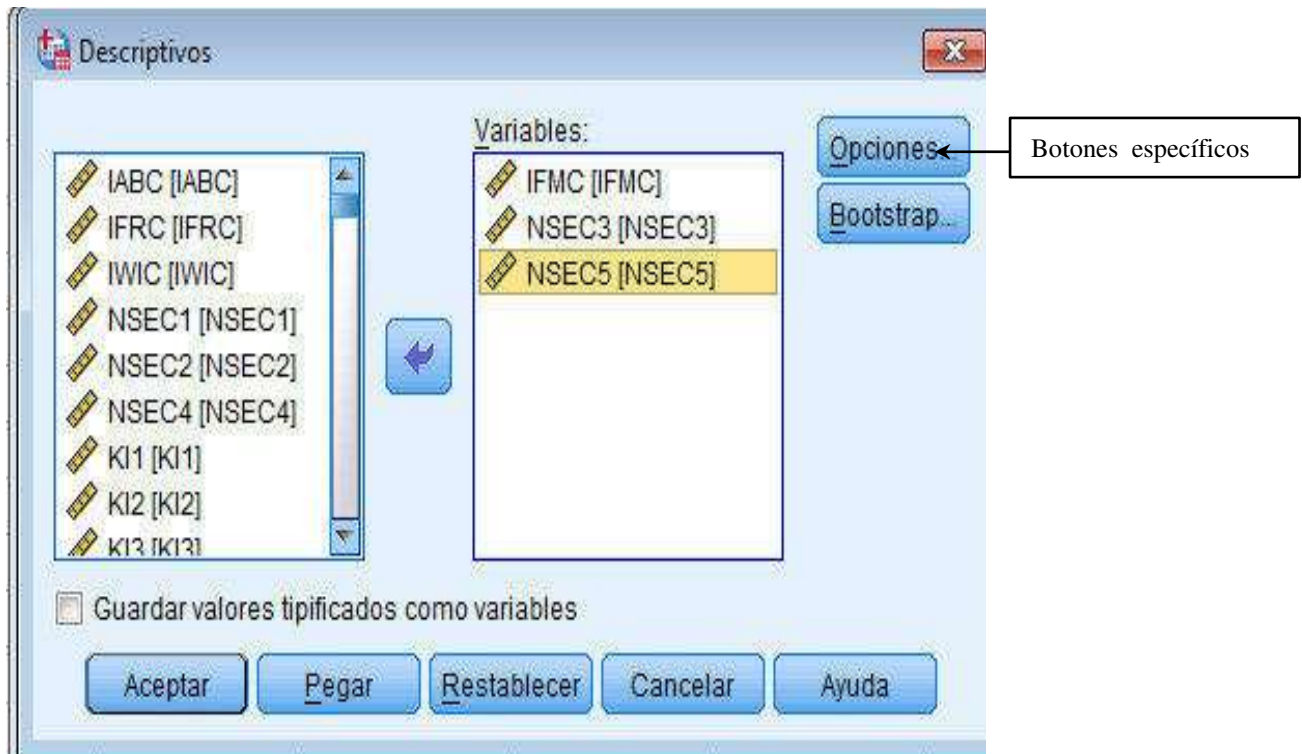 Descriptivos
Variables:
IABC [IABC]
IFRC [IFRC]
IWIC [IWIC]
NSEC1 [NSEC1]
NSEC2 [NSEC2]
NSEC4 [NSEC4]
KI1 [KI1]
KI2 [KI2]
KI3 [KI3]
IFMC [IFMC]
NSEC3 [NSEC3]
NSEC5 [NSEC5]
Opciones...
Bootstrap...
Botones específicos
Guardar valores tipificados como variables
Aceptar
Pegar
Restablecer
Cancelar
Ayuda